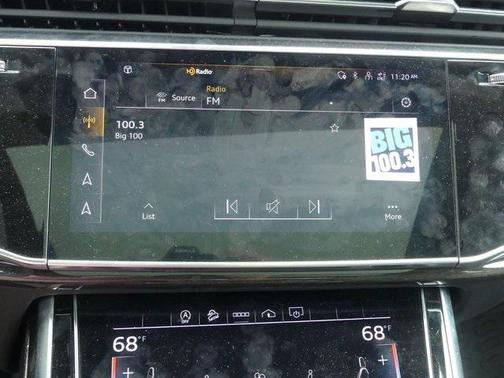 HD Radio
11:20 AM
FM
Source
Radio
FM
100.3
Big 100
BIG
100.3
List
More
A
OFF
68°F
68°F